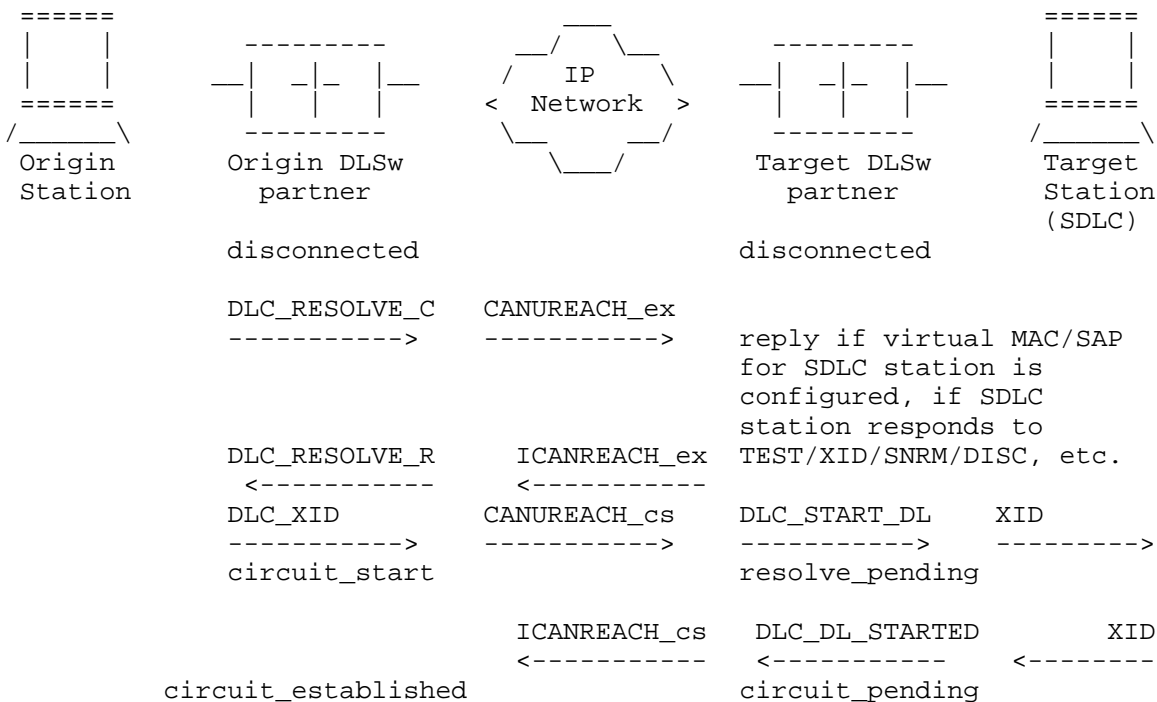 IP
Network
Origin Station
Origin DLSw partner
Target DLSw partner
Target Station (SDLC)
disconnected disconnected
DLC_RESOLVE_C CANUREACH_ex
-----------> -----------> reply if virtual MAC/SAP
for SDLC station is
configured, if SDLC
station responds to
DLC_RESOLVE_R ICANREACH_ex TEST/XID/SNRM/DISC, etc.
<----------- <-----------
DLC_XID CANUREACH_cs DLC_START_DL XID
-----------> -----------> -----------> --------->
circuit_start resolve_pending
ICANREACH_cs DLC_DL_STARTED XID
<----------- <----------- <--------
circuit_established circuit_pending